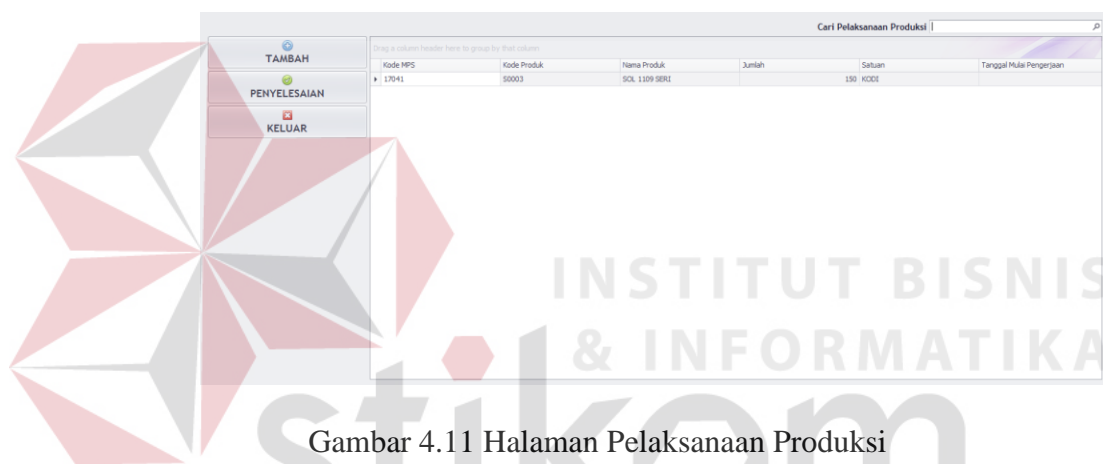 Cari Pelaksanaan Produksi
TAMBAH
PENYELESAIAN
KELUAR
Drag a column header here to group by that column
Kode MPS Kode Produk Nama Produk Jumlah Satuan Tanggal Mulai Pengerjaan
17041 S0003 SOL 1109 SERI 150 KODI
INSTITUT BISNIS
& INFORMATIKA
stikom
Gambar 4.11 Halaman Pelaksanaan Produksi